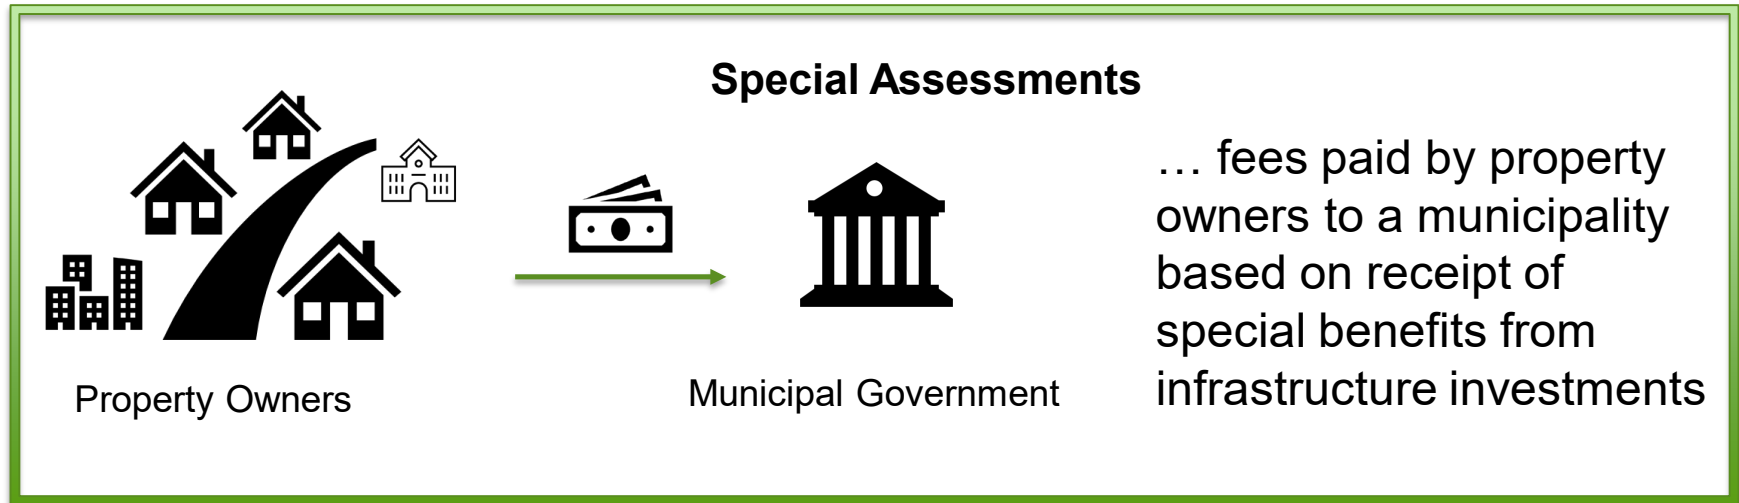 Special Assessments
… fees paid by property
owners to a municipality
based on receipt of
special benefits from
infrastructure investments
Property Owners
Municipal Government